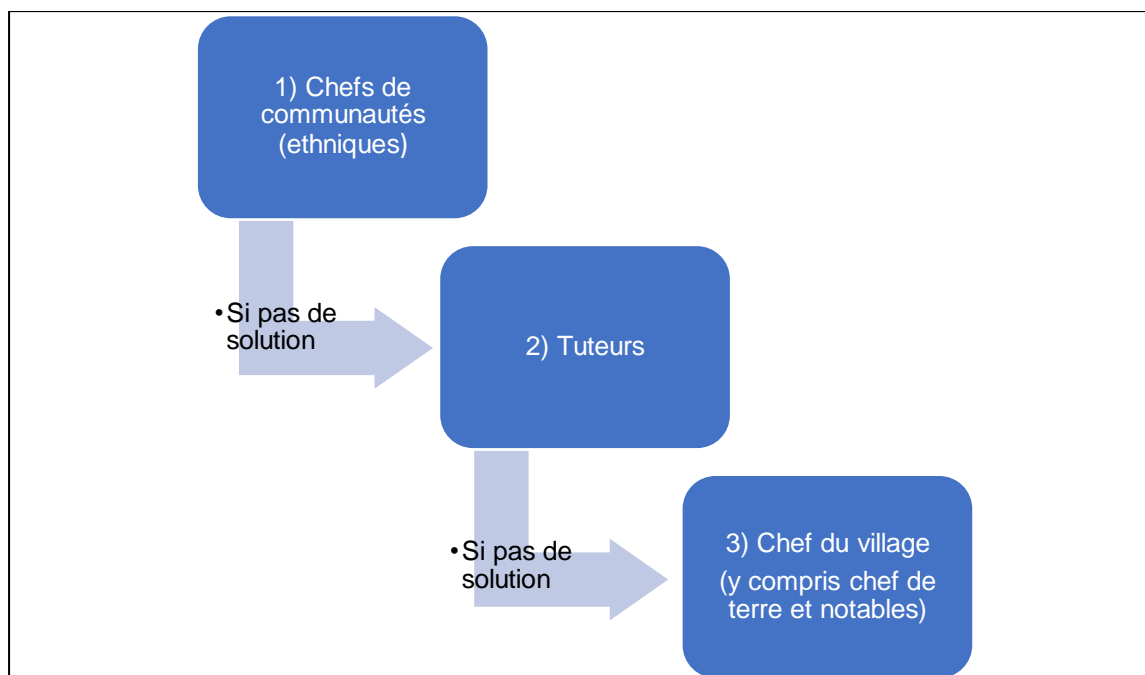 1) Chefs de
communautés
(ethniques)
•Si pas de
solution
2) Tuteurs
•Si pas de
solution
3) Chef du village
(y compris chef de
terre et notables)